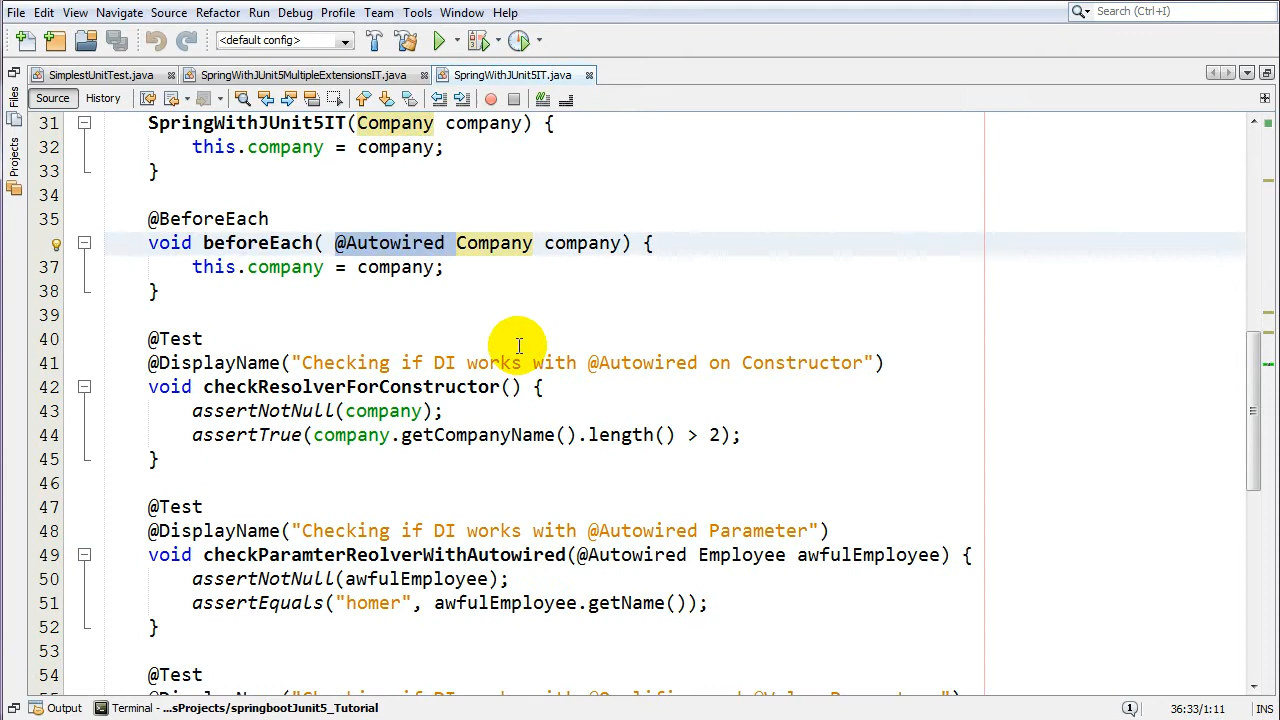 File Edit View Navigate Source Refactor Run Debug Profile Team Tools Window Help Search (Ctrl+I)
<default config>
SimplestUnitTest.java SpringWithJUnit5MultipleExtensionsIT.java SpringWithJUnit5IT.java
Source History
Files
Projects
31 SpringWithJUnit5IT(Company company) {
32 this.company = company;
33 }
34
35 @BeforeEach
void beforeEach( @Autowired Company company) {
37 this.company = company;
38 }
39
40 @Test
41 @DisplayName("Checking if DI works with @Autowired on Constructor")
42 void checkResolverForConstructor() {
43 assertNotNull(company);
44 assertTrue(company.getCompanyName().length() > 2);
45 }
46
47 @Test
48 @DisplayName("Checking if DI works with @Autowired Parameter")
49 void checkParamterReolverWithAutowired(@Autowired Employee awfulEmployee) {
50 assertNotNull(awfulEmployee);
51 assertEquals("homer", awfulEmployee.getName());
52 }
53
54 @Test
Output Terminal - ...sProjects/springbootJunit5_Tutorial 36:33/1:11 INS